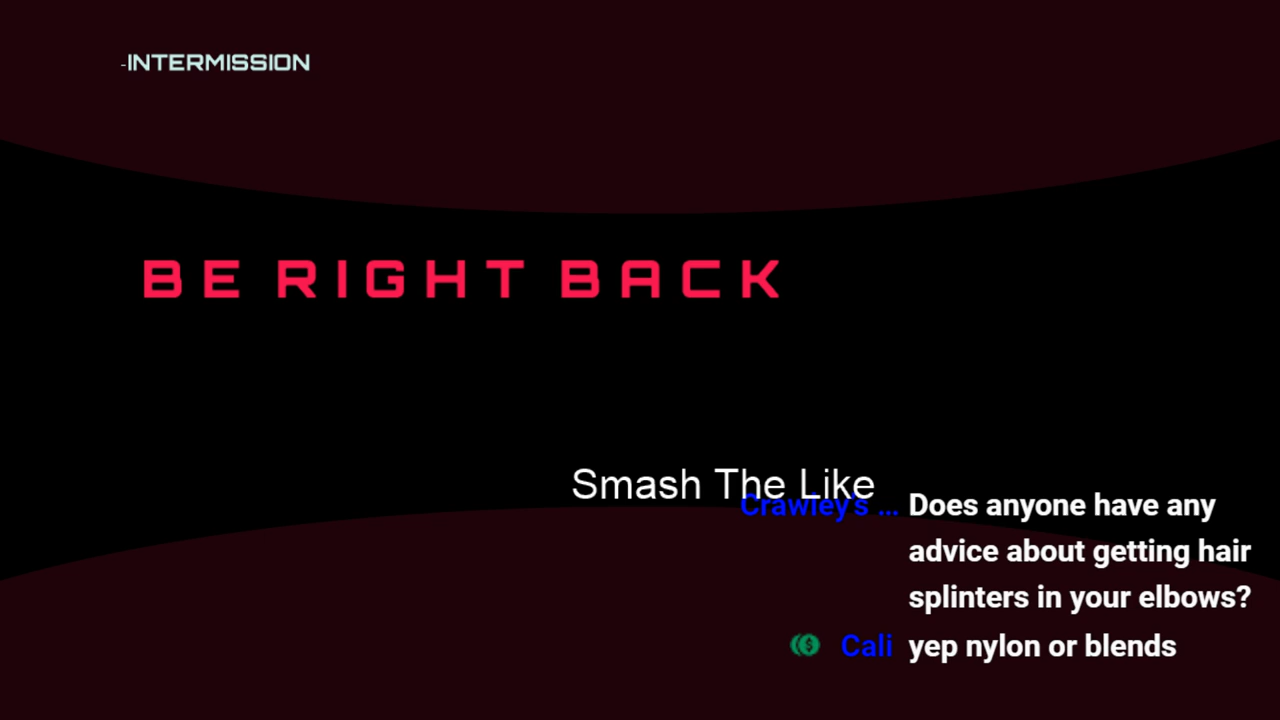 -INTERMISSION
BE RIGHT BACK
Smash The Like
Crawley's ... Does anyone have any
advice about getting hair
splinters in your elbows?
Cali yep nylon or blends